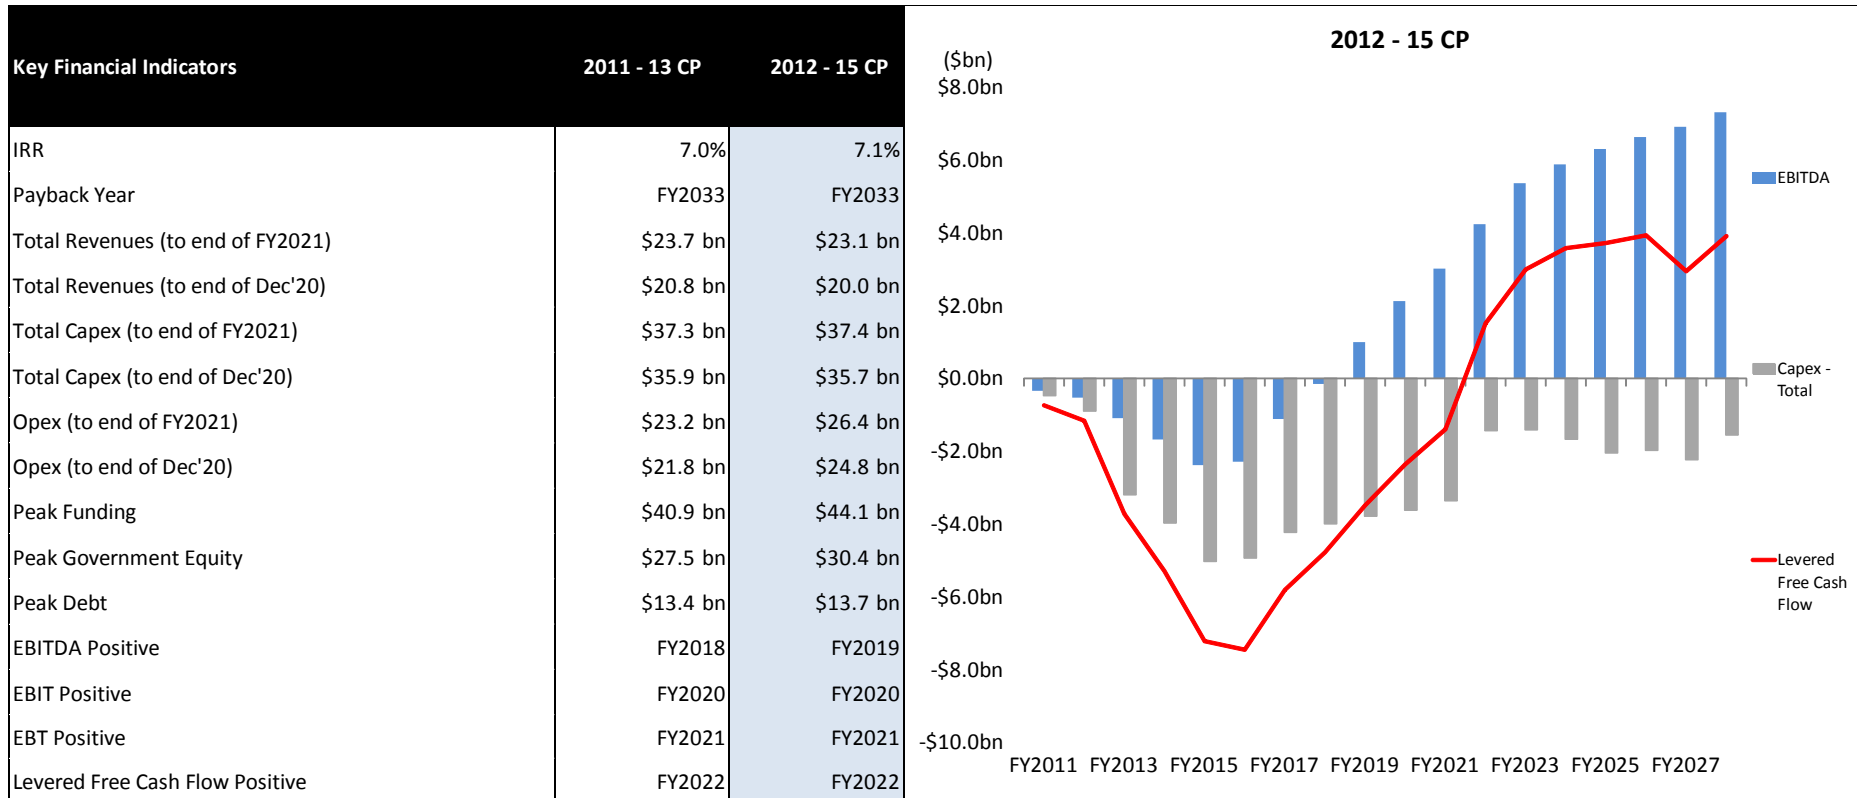 Key Financial Indicators 2011 - 13 CP 2012 - 15 CP
IRR 7.0% 7.1%
Payback Year FY2033 FY2033
Total Revenues (to end of FY2021) $23.7 bn $23.1 bn
Total Revenues (to end of Dec'20) $20.8 bn $20.0 bn
Total Capex (to end of FY2021) $37.3 bn $37.4 bn
Total Capex (to end of Dec'20) $35.9 bn $35.7 bn
Opex (to end of FY2021) $23.2 bn $26.4 bn
Opex (to end of Dec'20) $21.8 bn $24.8 bn
Peak Funding $40.9 bn $44.1 bn
Peak Government Equity $27.5 bn $30.4 bn
Peak Debt $13.4 bn $13.7 bn
EBITDA Positive FY2018 FY2019
EBIT Positive FY2020 FY2020
EBT Positive FY2021 FY2021
Levered Free Cash Flow Positive FY2022 FY2022
2012 - 15 CP
($bn)
$8.0bn
$6.0bn
$4.0bn
$2.0bn
$0.0bn
-$2.0bn
-$4.0bn
-$6.0bn
-$8.0bn
-$10.0bn
FY2011 FY2013 FY2015 FY2017 FY2019 FY2021 FY2023 FY2025 FY2027
EBITDA
Capex -
Total
Levered
Free Cash
Flow